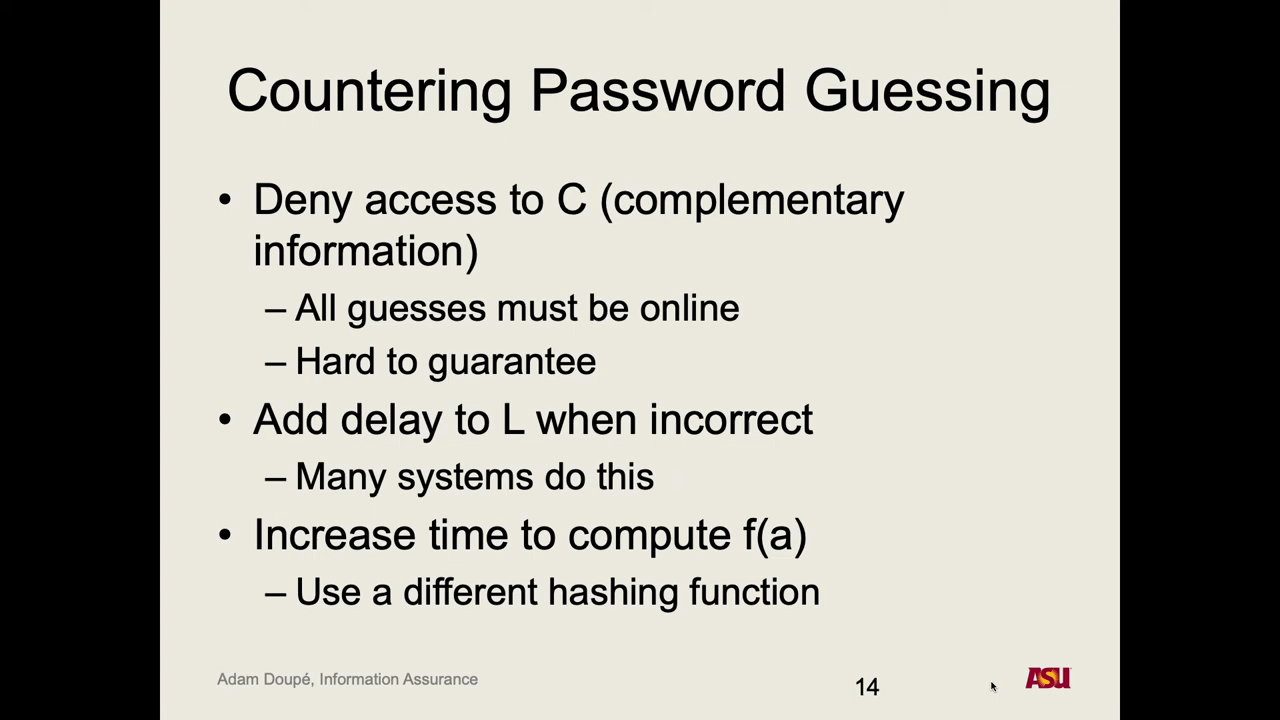 Countering Password Guessing
• Deny access to C (complementary
information)
– All guesses must be online
– Hard to guarantee
• Add delay to L when incorrect
– Many systems do this
• Increase time to compute f(a)
– Use a different hashing function
Adam Doupé, Information Assurance
14
ASU